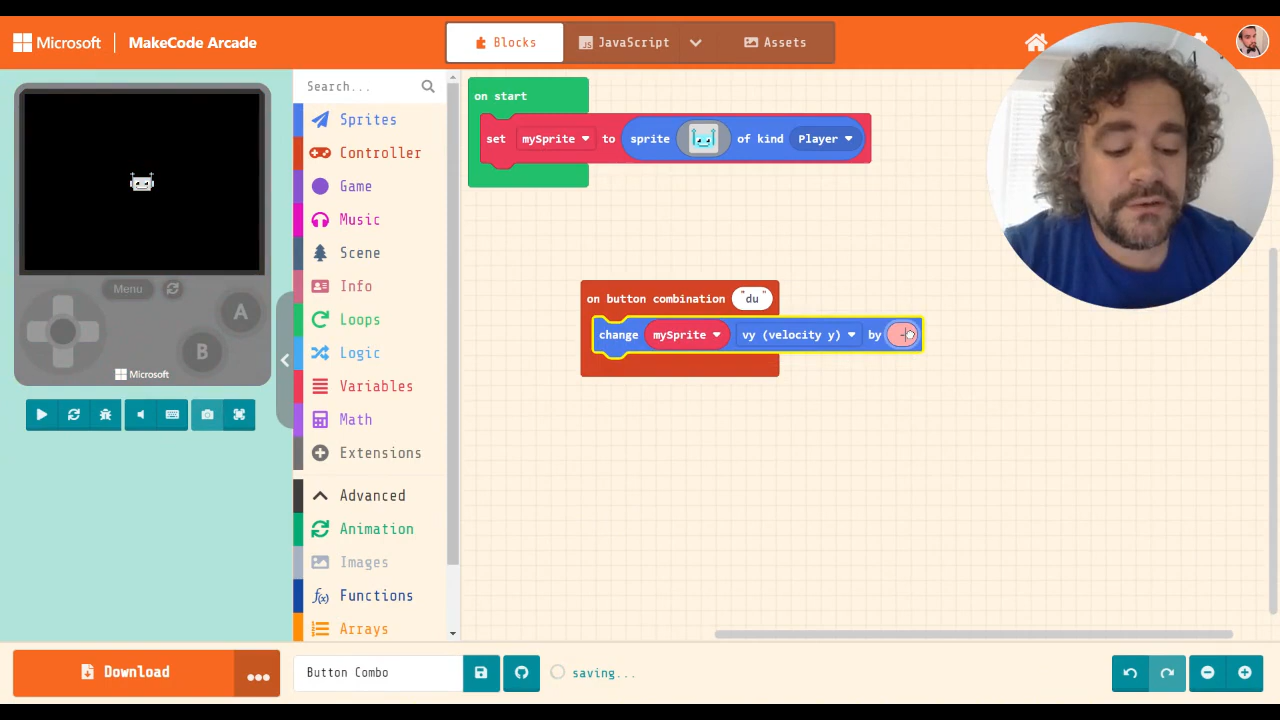 Microsoft
MakeCode Arcade
Blocks
JavaScript
Assets
Search...
Sprites
Controller
Game
Music
Scene
Info
Loops
Logic
Variables
Math
Extensions
Advanced
Animation
Images
f(x) Functions
Arrays
Menu
A
B
Microsoft
on start
set mySprite to sprite of kind Player
on button combination "du"
change mySprite vy (velocity y) by -
Download
Button Combo
saving...